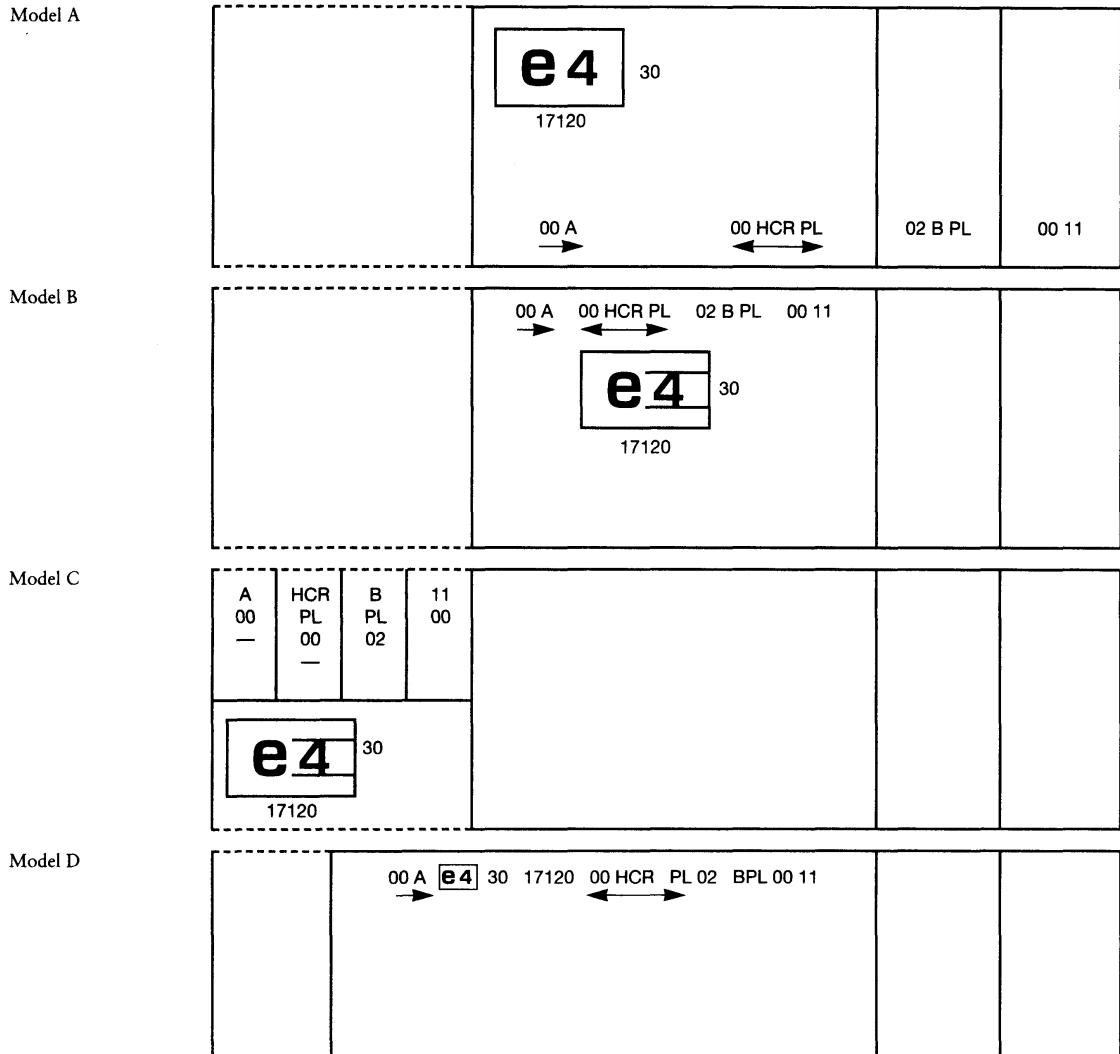 Model A
e4 30
17120
00 A 00 HCR PL 02 B PL 00 11
Model B
00 A 00 HCR PL 02 B PL 00 11
e4 30
17120
Model C
A HCR B 11
00 PL PL 00
— 00 02
—
e4 30
17120
Model D
00 A e4 30 17120 00 HCR PL 02 BPL 00 11